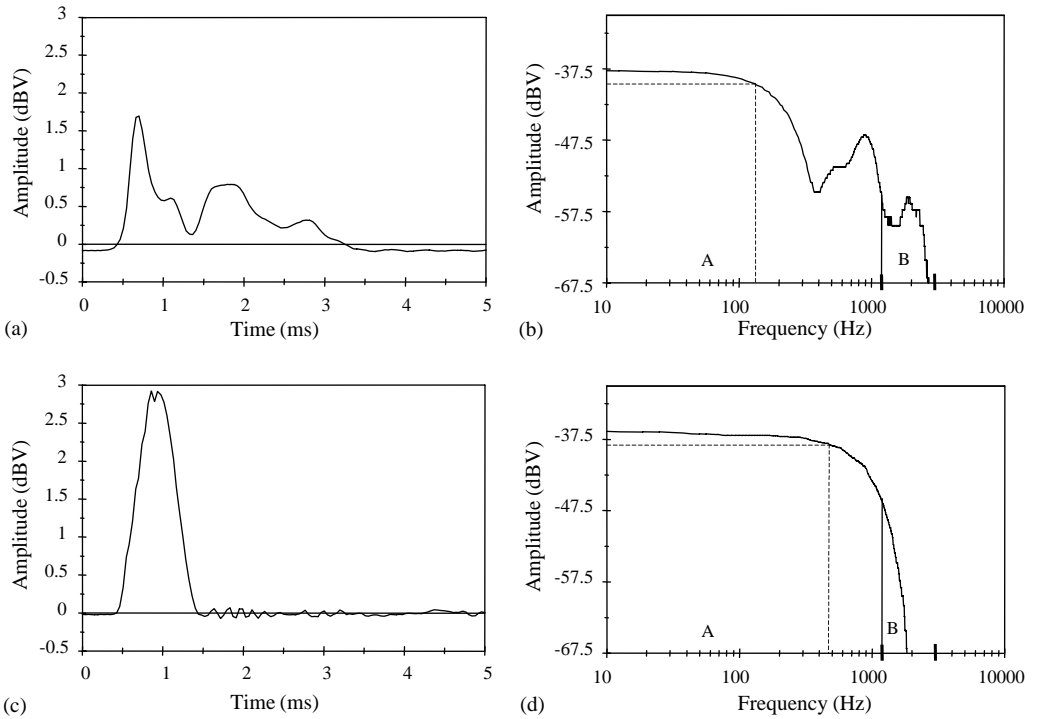 3
2.5
2
1.5
1
0.5
0
-0.5
Amplitude (dBV)
0 1 2 3 4 5
Time (ms)
(a)
-37.5
-47.5
-57.5
-67.5
Amplitude (dBV)
A
B
10 100 1000 10000
Frequency (Hz)
(b)
3
2.5
2
1.5
1
0.5
0
-0.5
Amplitude (dBV)
0 1 2 3 4 5
Time (ms)
(c)
-37.5
-47.5
-57.5
-67.5
Amplitude (dBV)
A
B
10 100 1000 10000
Frequency (Hz)
(d)